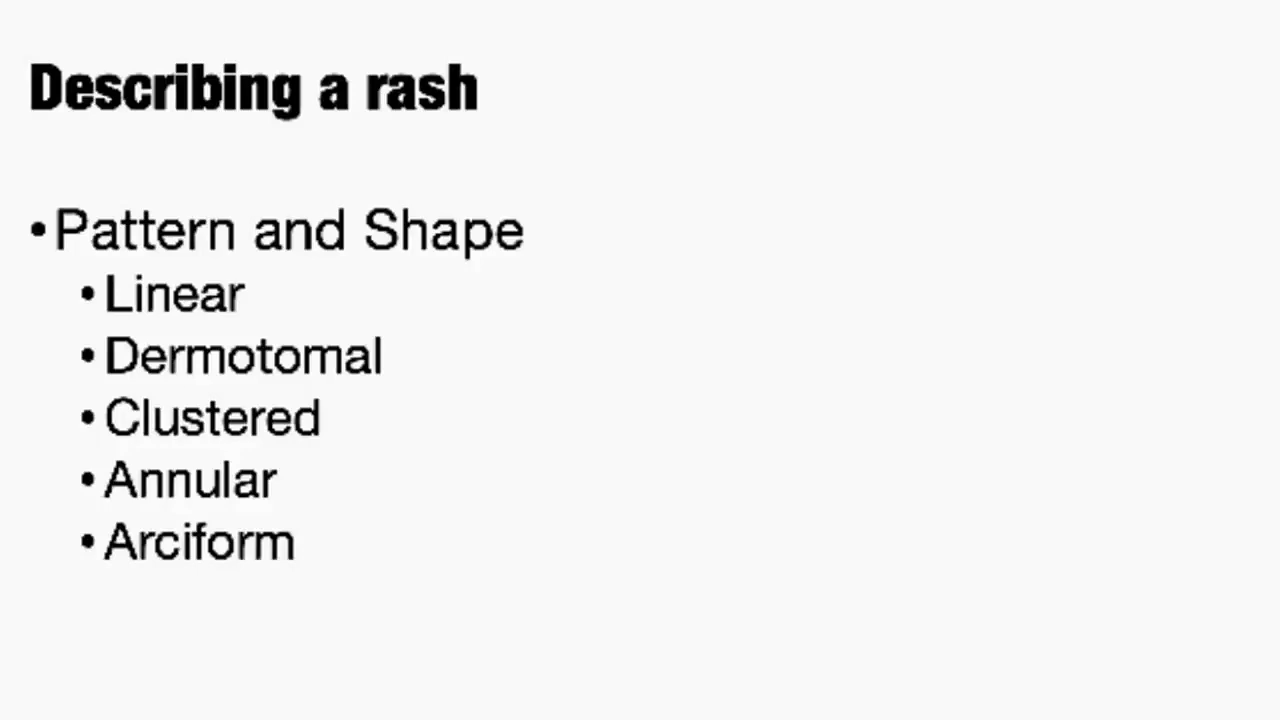 Describing a rash
• Pattern and Shape
• Linear
• Dermotomal
• Clustered
• Annular
• Arciform